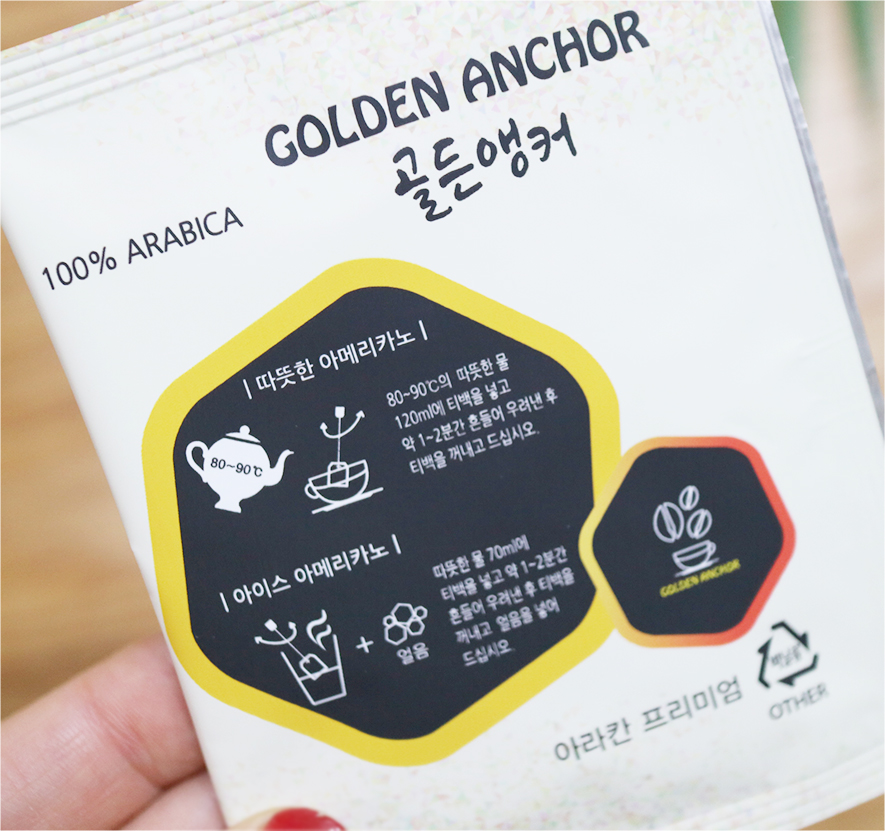 GOLDEN ANCHOR
골든앵커
100% ARABICA
| 따뜻한 아메리카노 |
80~90℃의 따뜻한 물
120ml에 티백을 넣고
약 1~2분간 흔들어 우려낸 후
티백을 꺼내고 드십시오.
80~90℃
| 아이스 아메리카노 |
따뜻한 물 70ml에
티백을 넣고 약 1~2분간
흔들어 우려낸 후 티백을
꺼내고 얼음을 넣어
드십시오.
+
얼음
GOLDEN ANCHOR
아라칸 프리미엄
OTHER